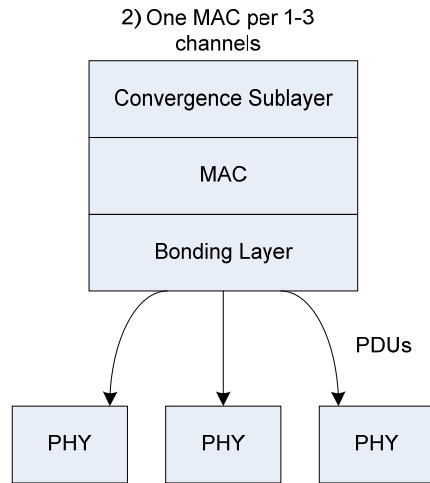 2) One MAC per 1-3
channels
Convergence Sublayer
MAC
Bonding Layer
PDUs
PHY
PHY
PHY